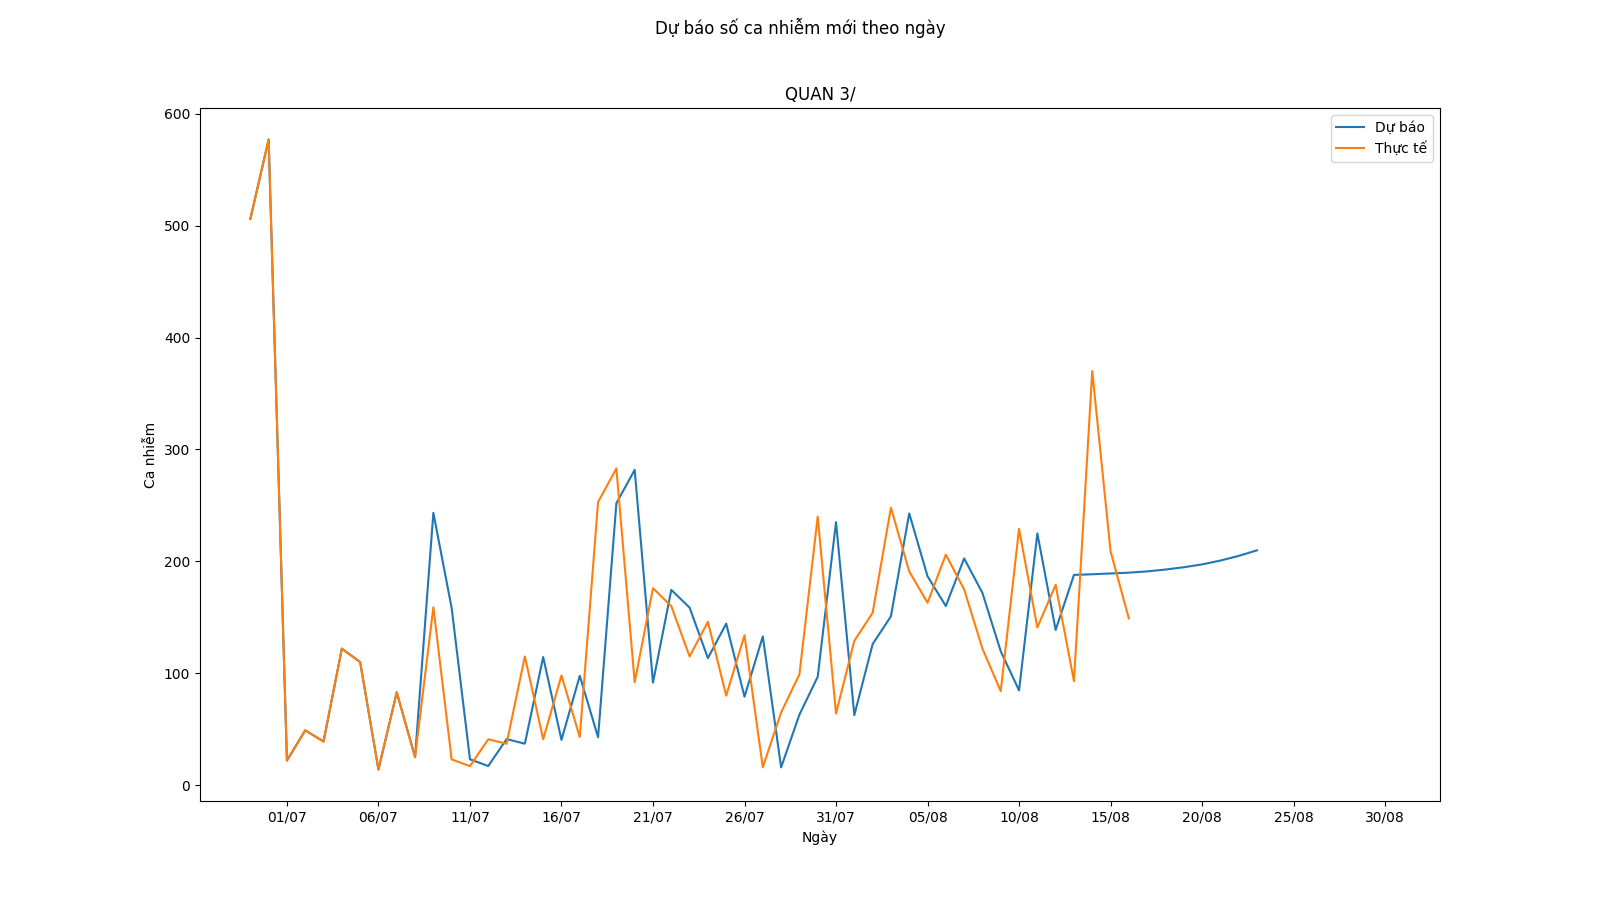 Dự báo số ca nhiễm mới theo ngày
QUAN 3/
Dự báo
Thực tế
600
500
400
300
200
100
0
Ca nhiễm
01/07 06/07 11/07 16/07 21/07 26/07 31/07 05/08 10/08 15/08 20/08 25/08 30/08
Ngày